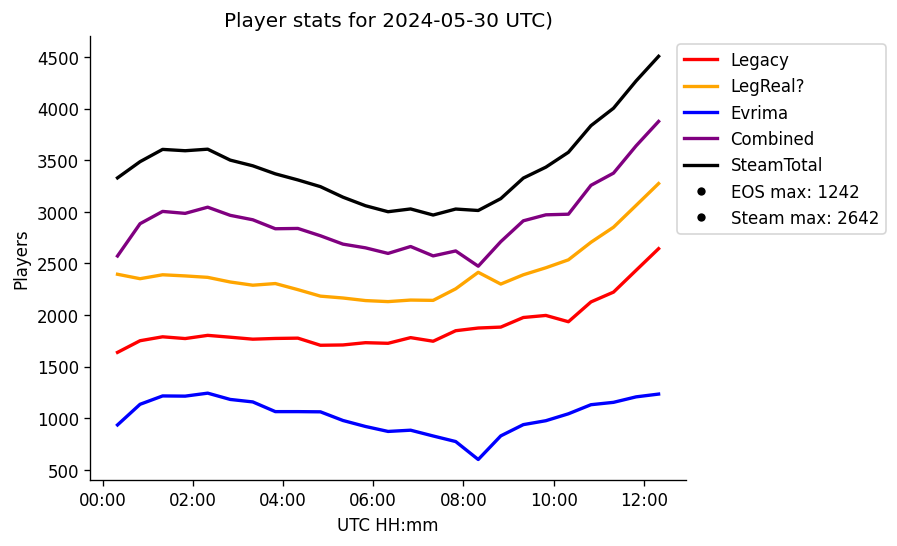 Player stats for 2024-05-30 UTC)
4500
4000
3500
3000
2500
2000
1500
1000
500
Players
00:00 02:00 04:00 06:00 08:00 10:00 12:00
UTC HH:mm
Legacy
LegReal?
Evrima
Combined
SteamTotal
EOS max: 1242
Steam max: 2642